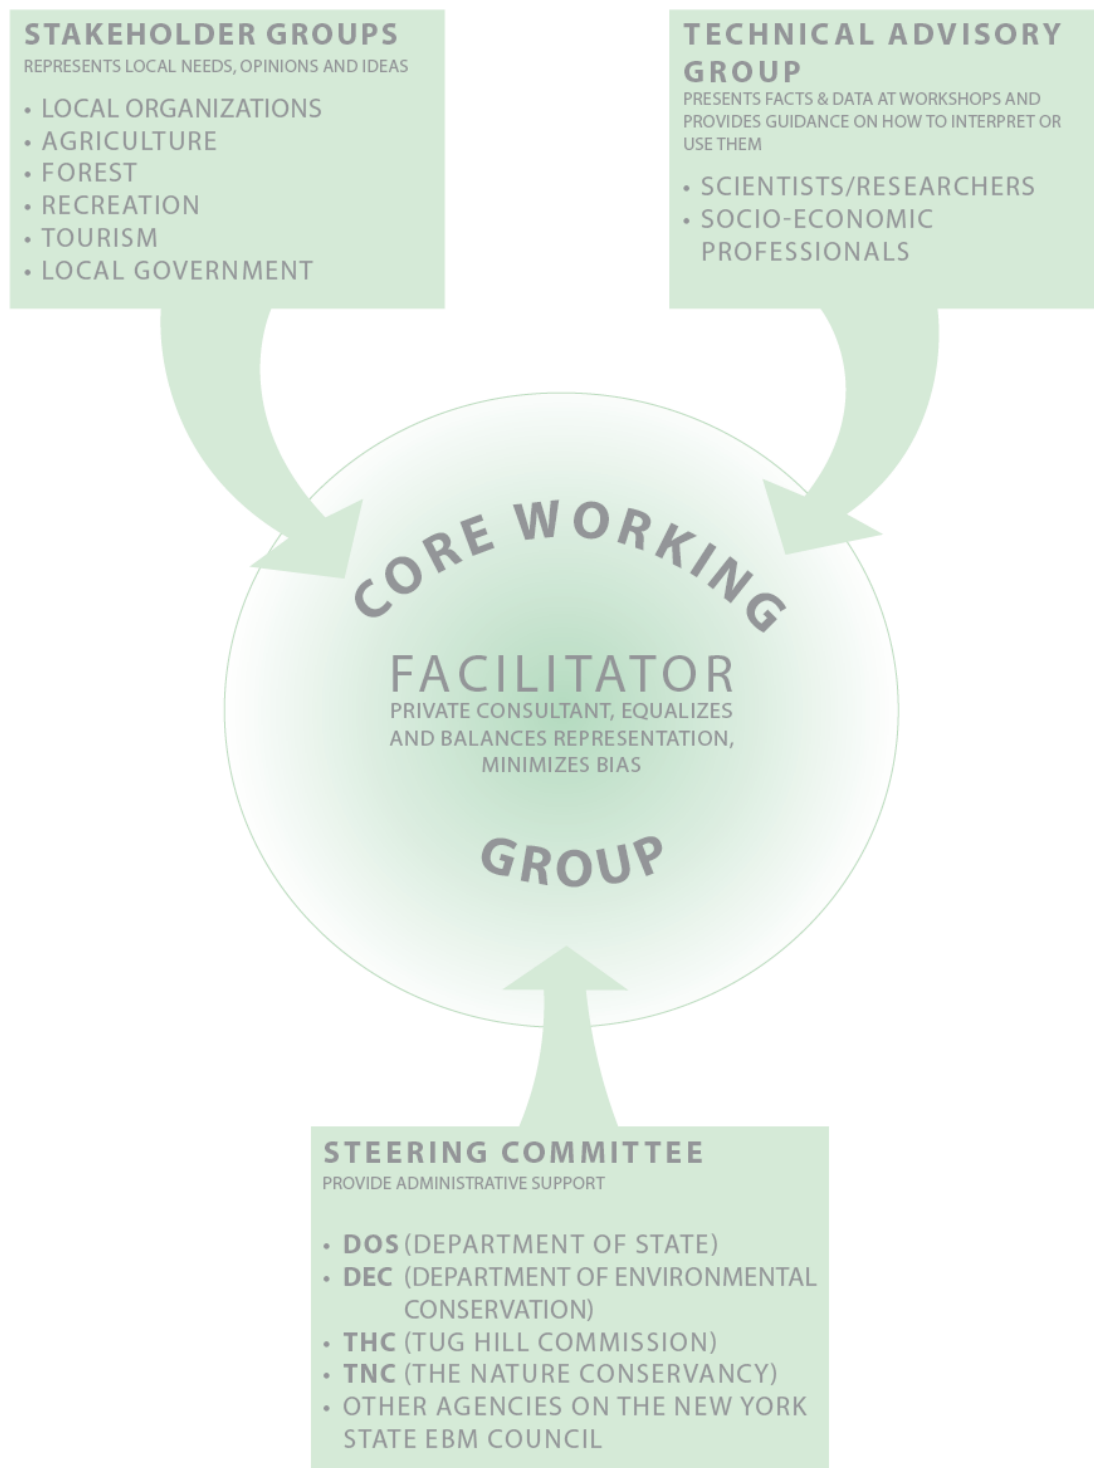 STAKEHOLDER GROUPS
REPRESENTS LOCAL NEEDS, OPINIONS AND IDEAS
• LOCAL ORGANIZATIONS
• AGRICULTURE
• FOREST
• RECREATION
• TOURISM
• LOCAL GOVERNMENT
TECHNICAL ADVISORY
GROUP
PRESENTS FACTS & DATA AT WORKSHOPS AND
PROVIDES GUIDANCE ON HOW TO INTERPRET OR
USE THEM
• SCIENTISTS/RESEARCHERS
• SOCIO-ECONOMIC
PROFESSIONALS
CORE WORKING
FACILITATOR
PRIVATE CONSULTANT, EQUALIZES
AND BALANCES REPRESENTATION,
MINIMIZES BIAS
GROUP
STEERING COMMITTEE
PROVIDE ADMINISTRATIVE SUPPORT
• DOS (DEPARTMENT OF STATE)
• DEC (DEPARTMENT OF ENVIRONMENTAL
CONSERVATION)
• THC (TUG HILL COMMISSION)
• TNC (THE NATURE CONSERVANCY)
• OTHER AGENCIES ON THE NEW YORK
STATE EBM COUNCIL